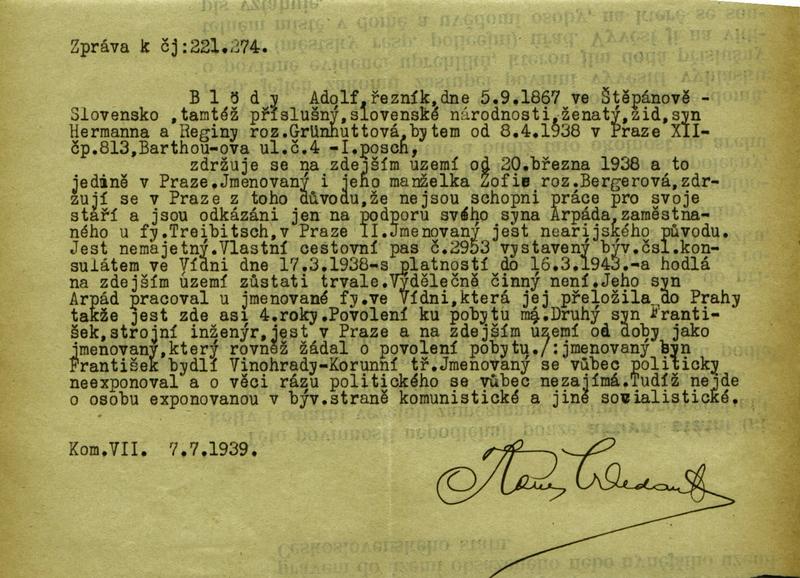 Zpráva k čj:221.274.
B l ö d y Adolf,řezník,dne 5.9.1867 ve Štěpánově -
Slovensko ,tamtéž příslušný,slovenské národnosti,ženatý,žid,syn
Hermanna a Reginy roz.Grünhuttová,bytem od 8.4.1938 v Praze XII-
čp.813,Barthou-ova ul.č.4 -I.posch,
zdržuje se na zdejším území od 20.března 1938 a to
jedině v Praze.Jmenovaný i jeho manželka Žofie roz.Bergerová,zdr-
žují se v Praze z toho důvodu,že nejsou schopni práce pro svoje
stáří a jsou odkázáni jen na podporu svého syna Arpáda,zaměstna-
ného u fy.Treibitsch,v Praze II.Jmenovaný jest nearijského původu.
Jest nemajetný.Vlastní cestovní pas č.2953 vystavený býv.čsl.kon-
sulátem ve Vídni dne 17.3.1938-s platností do 16.3.1943.-a hodlá
na zdejším území zůstati trvale.Výdělečně činný není.Jeho syn
Arpád pracoval u jmenované fy.ve Vídni,která jej přeložila do Prahy
takže jest zde asi 4.roky.Povolení ku pobytu má.Druhý syn Franti-
šek,strojní inženýr,jest v Praze a na zdejším území od doby jako
jmenovaný,který rovněž žádal o povolení pobytu./:jmenovaný syn
František bydlí Vinohrady-Korunní tř.Jmenovaný se vůbec politicky
neexponoval a o věci rázu politického se vůbec nezajímá.Tudíž nejde
o osobu exponovanou v býv.straně komunistické a jině socialistické.
Kom.VII. 7.7.1939.